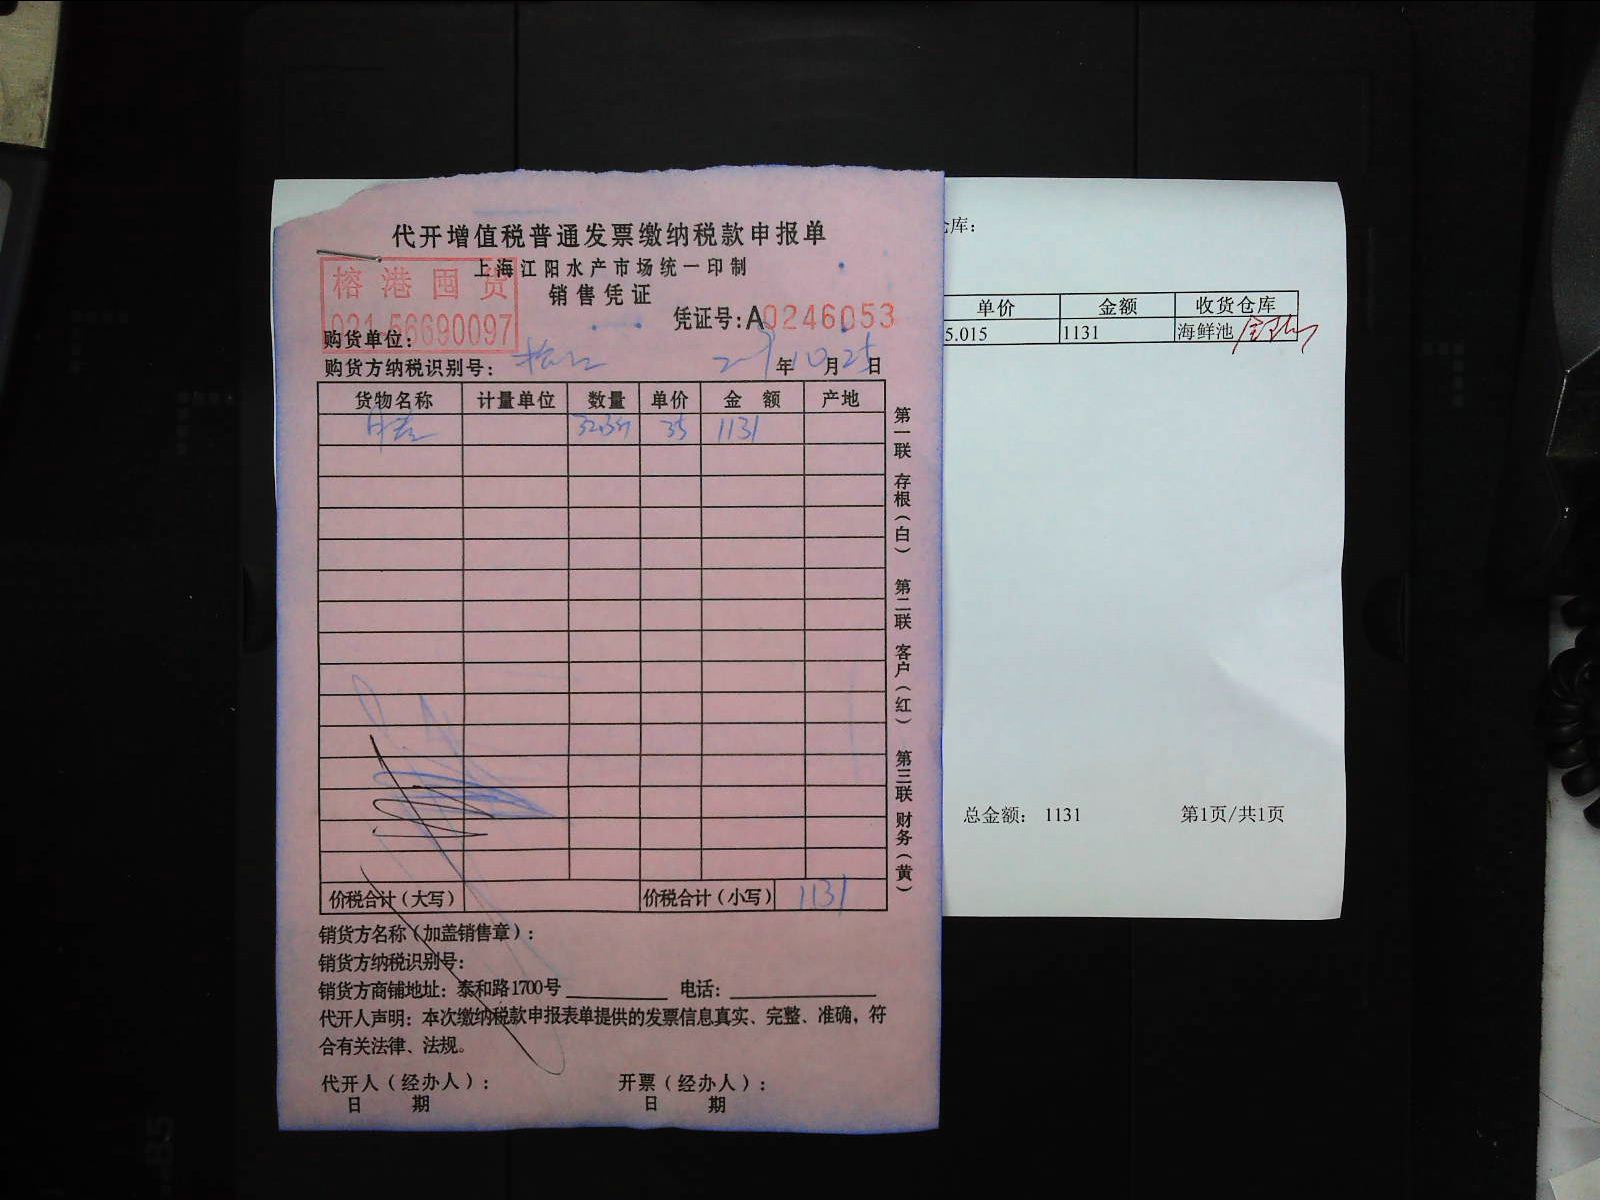 代开增值税普通发票缴纳税款申报单
上海江阳水产市场统一印制
榕港囤货
销售凭证
021-56690097
凭证号:A0246053
购货单位:
购货方纳税识别号:
年10月25日
货物名称 计量单位 数量 单价 金额 产地
35 1131
价税合计(大写) 价税合计(小写) 1131
销货方名称(加盖销售章):
销货方纳税识别号:
销货方商铺地址: 泰和路1700号 电话:
代开人声明: 本次缴纳税款申报表单提供的发票信息真实、完整、准确, 符
合有关法律、法规。
代开人(经办人): 开票(经办人):
日 期 日 期
第一联 存根(白) 第二联 客户(红) 第三联 财务(黄)
库:
单价 金额 收货仓库
5.015 1131 海鲜池
总金额: 1131 第1页/共1页